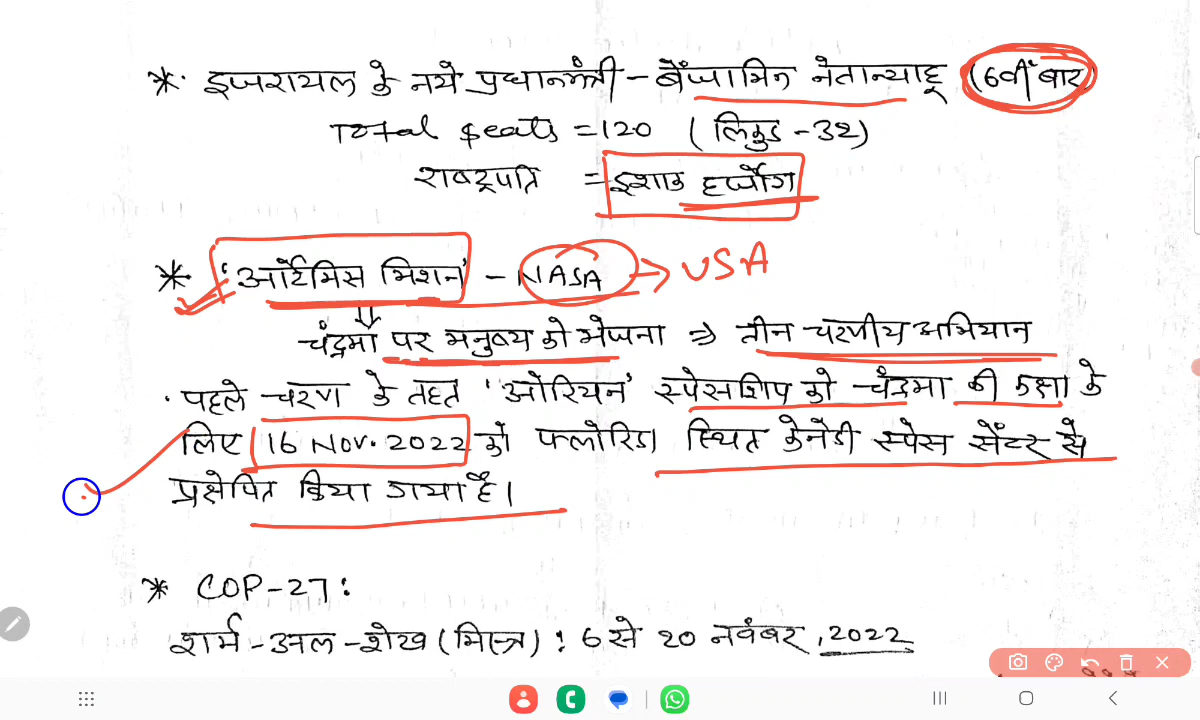 * इजरायल के नये प्रधानमंत्री - बेंजामिन नेतान्याहू (6वीं बार)
Total seats = 120 (लिकुड - 32)
राष्ट्रपति = इशाक हर्जोग
* 'आर्टेमिस मिशन' - NASA → USA
चंद्रमा पर मनुष्य को भेजना ⇒ तीन चरणीय अभियान
· पहले चरण के तहत 'ओरियन' स्पेसशिप को चंद्रमा की कक्षा के
लिए 16 Nov. 2022 को फ्लोरिडा स्थित केनेडी स्पेस सेंटर से
प्रक्षेपित किया गया है।
* COP-27:
शर्म-अल-शेख (मिस्त्र) : 6 से 20 नवंबर, 2022